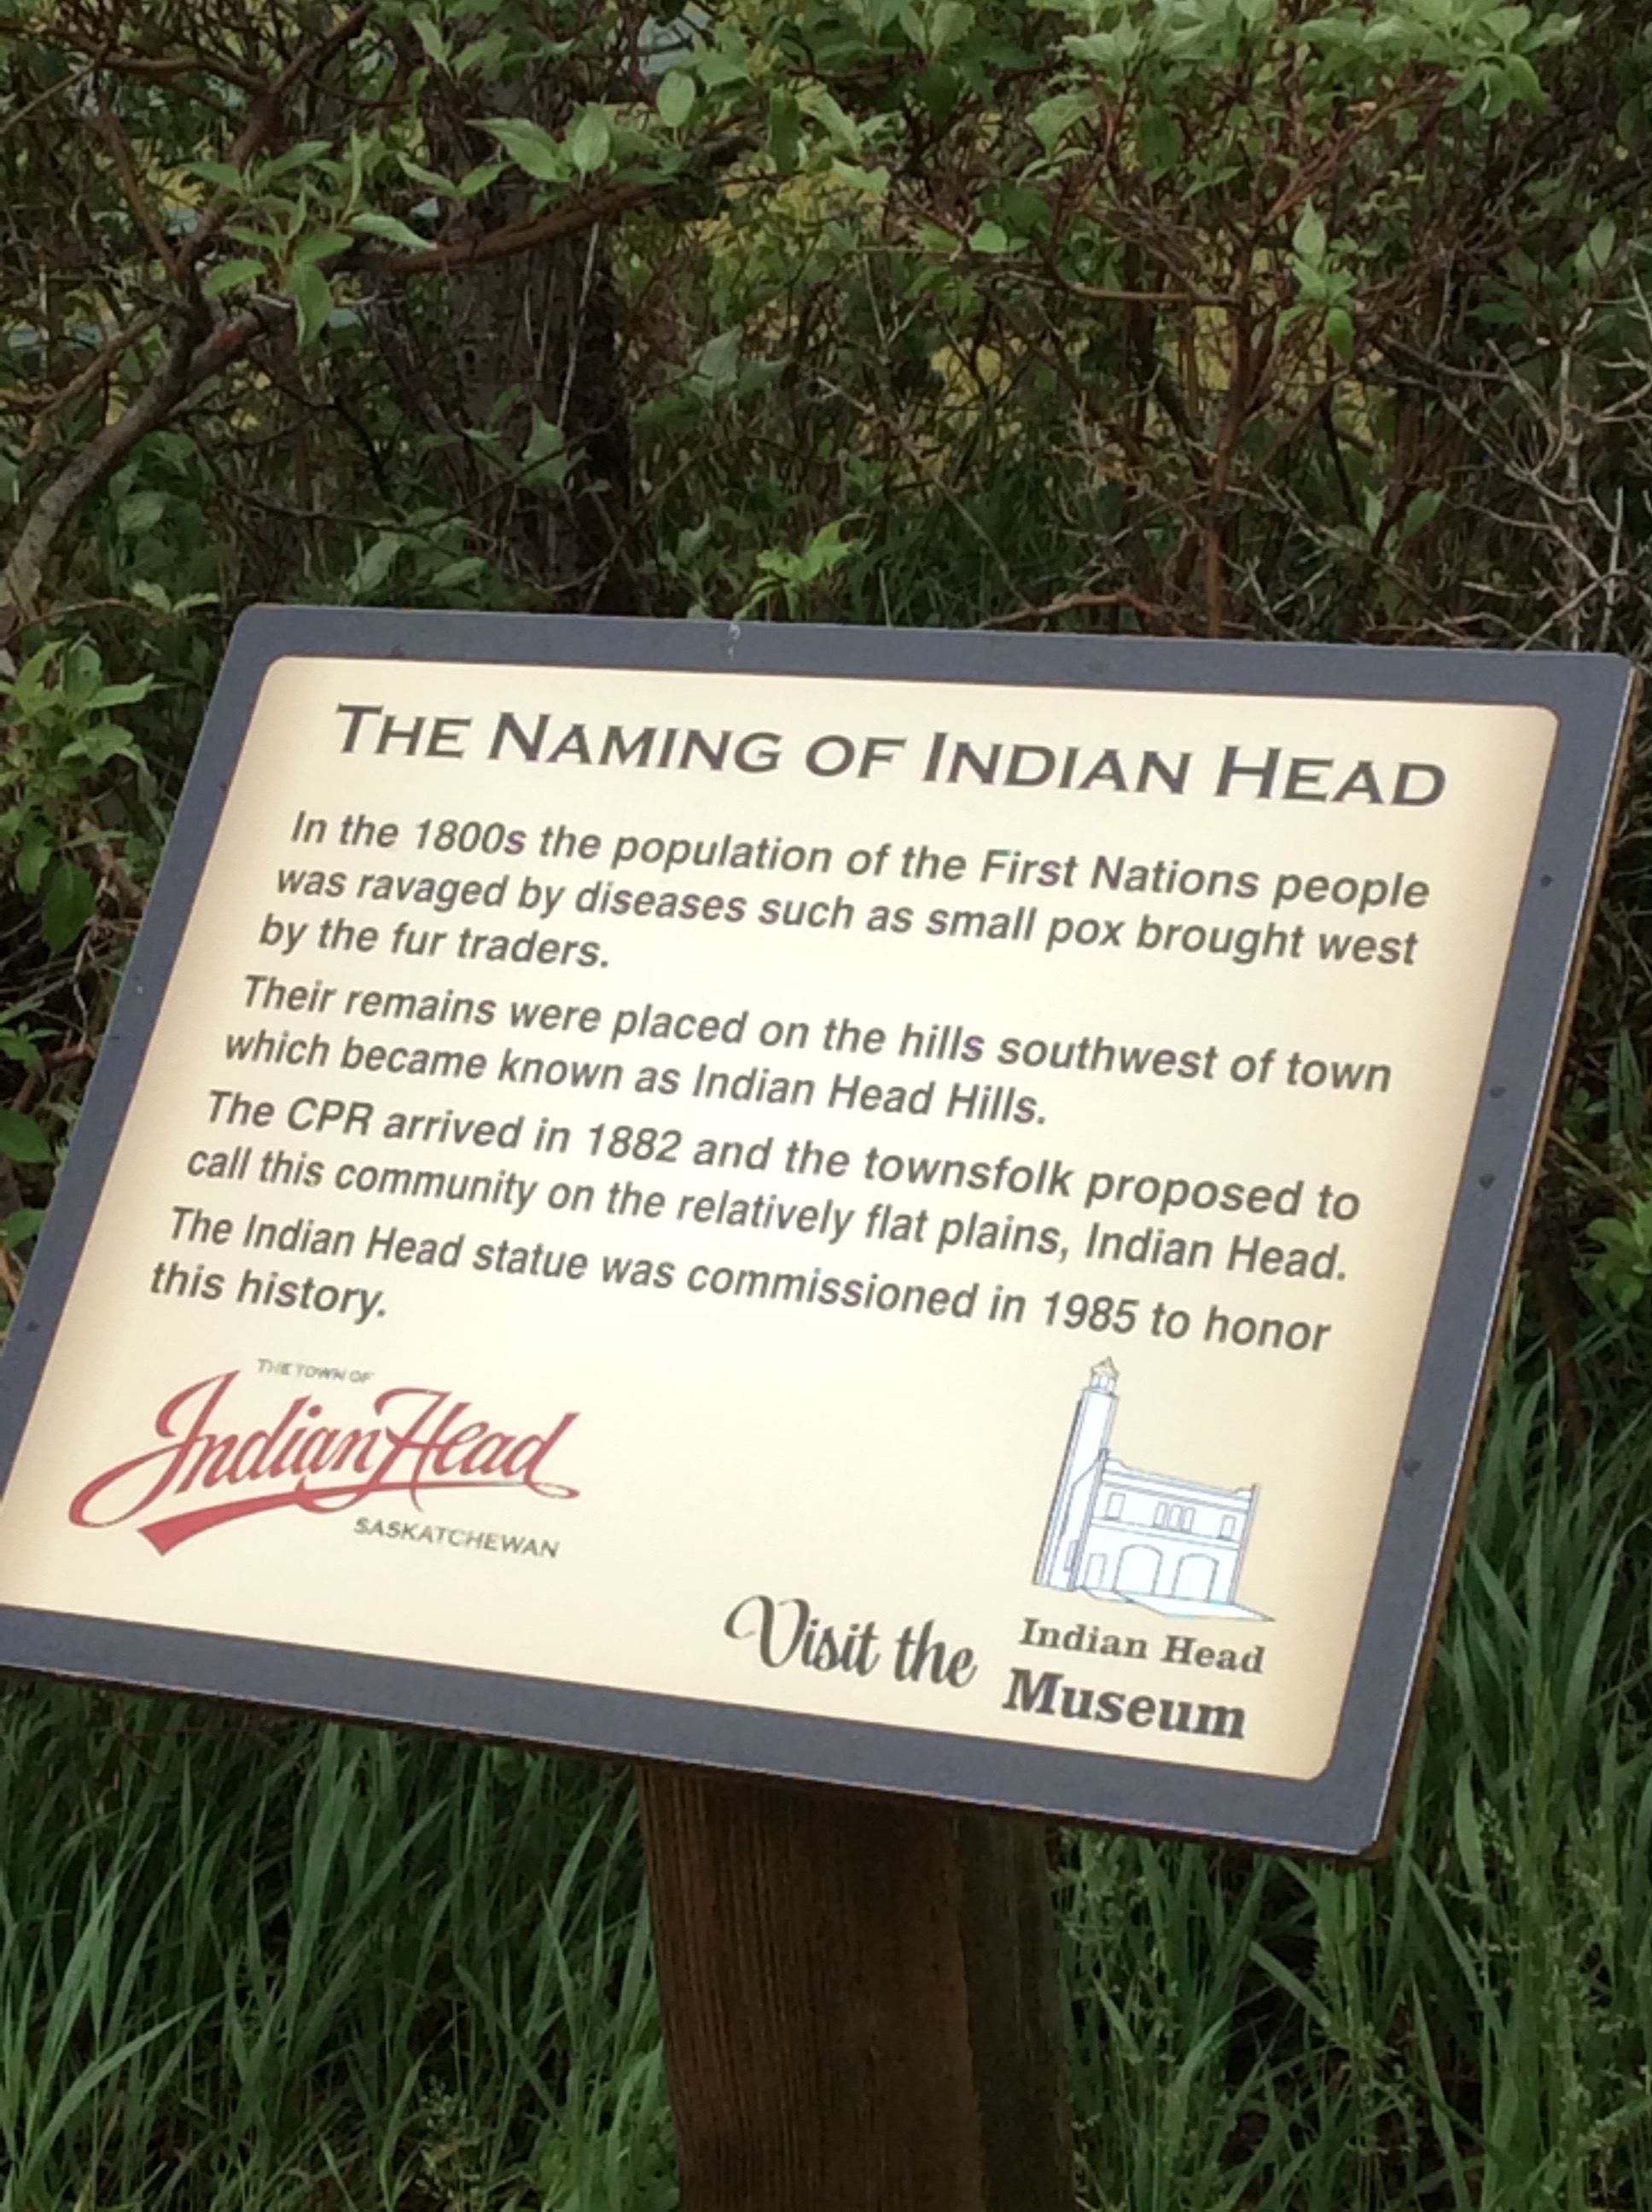 THE NAMING OF INDIAN HEAD
In the 1800s the population of the First Nations people
was ravaged by diseases such as small pox brought west
by the fur traders.
Their remains were placed on the hills southwest of town
which became known as Indian Head Hills.
The CPR arrived in 1882 and the townsfolk proposed to
call this community on the relatively flat plains, Indian Head.
The Indian Head statue was commissioned in 1985 to honor
this history.
THE TOWN OF
Indian Head
SASKATCHEWAN
Visit the
Indian Head
Museum